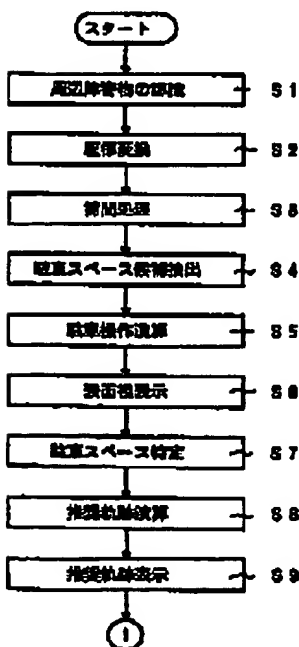 スタート
周辺障害物の認識 S1
座標変換 S2
補間処理 S3
駐車スペース候補抽出 S4
駐車操作演算 S5
表示 S6
駐車スペース特定 S7
推奨軌跡演算 S8
推奨軌跡表示 S9
1